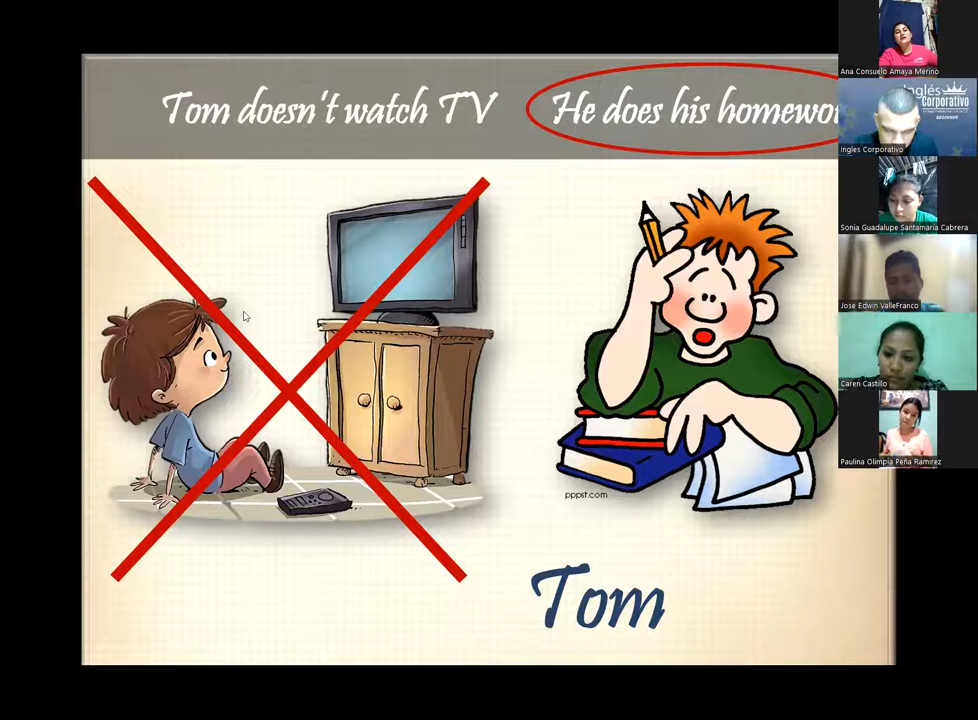 Tom doesn't watch TV
He does his homewo
pppst.com
Tom
Ana Consuelo Amaya Merino
Inglés
Corporativo
BEGINNER
Ingles Corporativo
Sonia Guadalupe Santamaria Cabrera
Jose Edwin ValleFranco
Caren Castillo
Paulina Olimpia Peña Ramirez